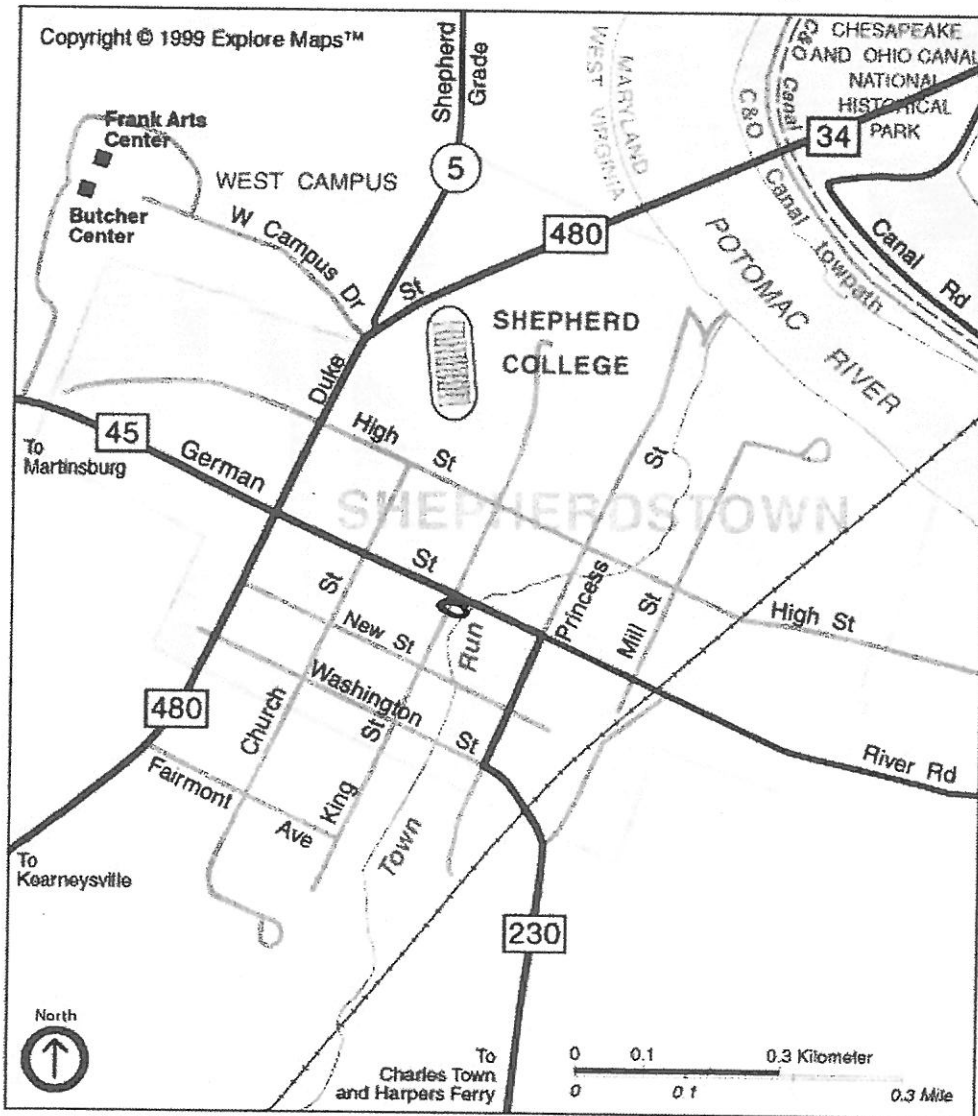 Copyright © 1999 Explore Maps™
Shepherd
Grade
CHESAPEAKE
AND OHIO CANAL
NATIONAL
HISTORICAL
PARK
C&O
Canal
MARYLAND
WEST VIRGINIA
C&O
Canal
towpath
34
Frank Arts
Center
Butcher
Center
WEST CAMPUS
W Campus Dr
5
480
Duke
St
POTOMAC
RIVER
Canal Rd
SHEPHERD
COLLEGE
45
To
Martinsburg
German
St
High
St
SHEPHERDSTOWN
Princess
St
Mill St
High St
Church
St
New St
Washington
St
King
St
Town
Run
480
Fairmont
Ave
River Rd
To
Kearneysville
230
North
To
Charles Town
and Harpers Ferry
0 0.1 0.3 Kilometer
0 0.1 0.3 Mile